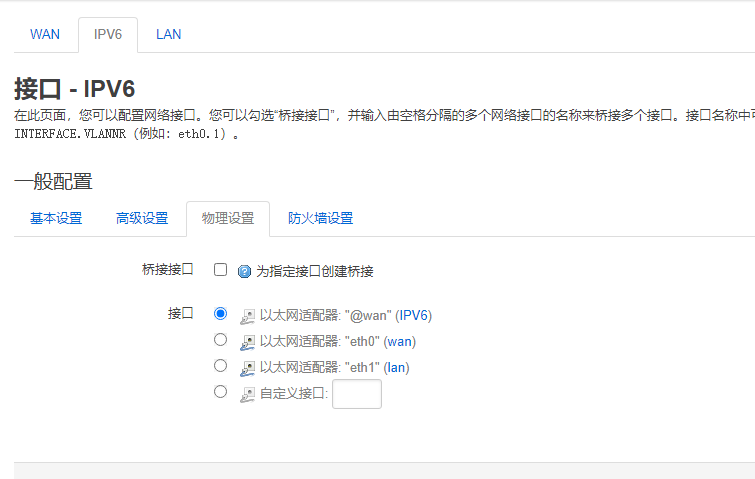 WAN IPV6 LAN
接口 - IPV6
在此页面，您可以配置网络接口。您可以勾选“桥接接口”，并输入由空格分隔的多个网络接口的名称来桥接多个接口。接口名称中
INTERFACE.VLANNR（例如：eth0.1）。
一般配置
基本设置 高级设置 物理设置 防火墙设置
桥接接口 为指定接口创建桥接
接口 以太网适配器: "@wan" (IPV6)
以太网适配器: "eth0" (wan)
以太网适配器: "eth1" (lan)
自定义接口: